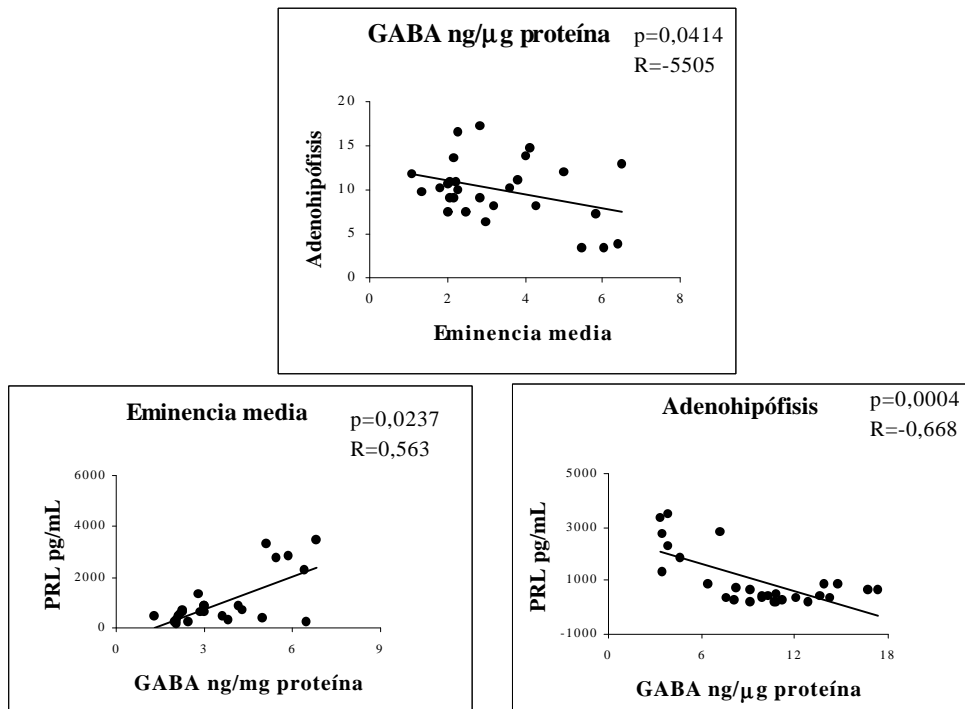 GABA ng/µg proteína
p=0,0414
R=-5505
20
15
10
5
0
0 2 4 6 8
Adenohipófisis
Eminencia media
Eminencia media
p=0,0237
R=0,563
6000
4000
2000
0
0 3 6 9
PRL pg/mL
GABA ng/mg proteína
Adenohipófisis
p=0,0004
R=-0,668
5000
3000
1000
-1000
0 6 12 18
PRL pg/mL
GABA ng/µg proteína